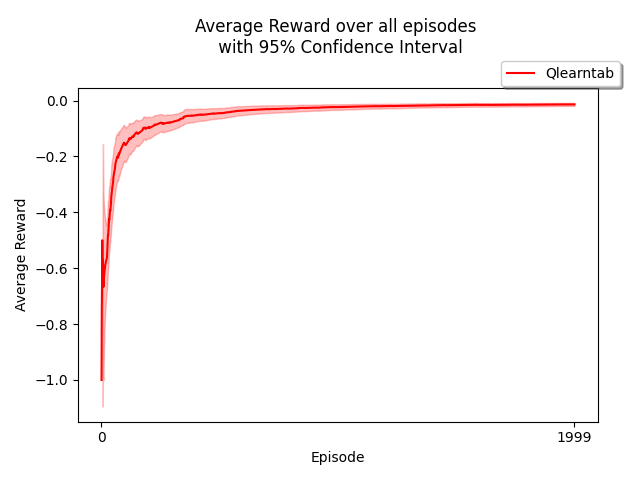 Average Reward over all episodes
with 95% Confidence Interval
Qlearntab
0.0
−0.2
−0.4
−0.6
−0.8
−1.0
Average Reward
0
1999
Episode